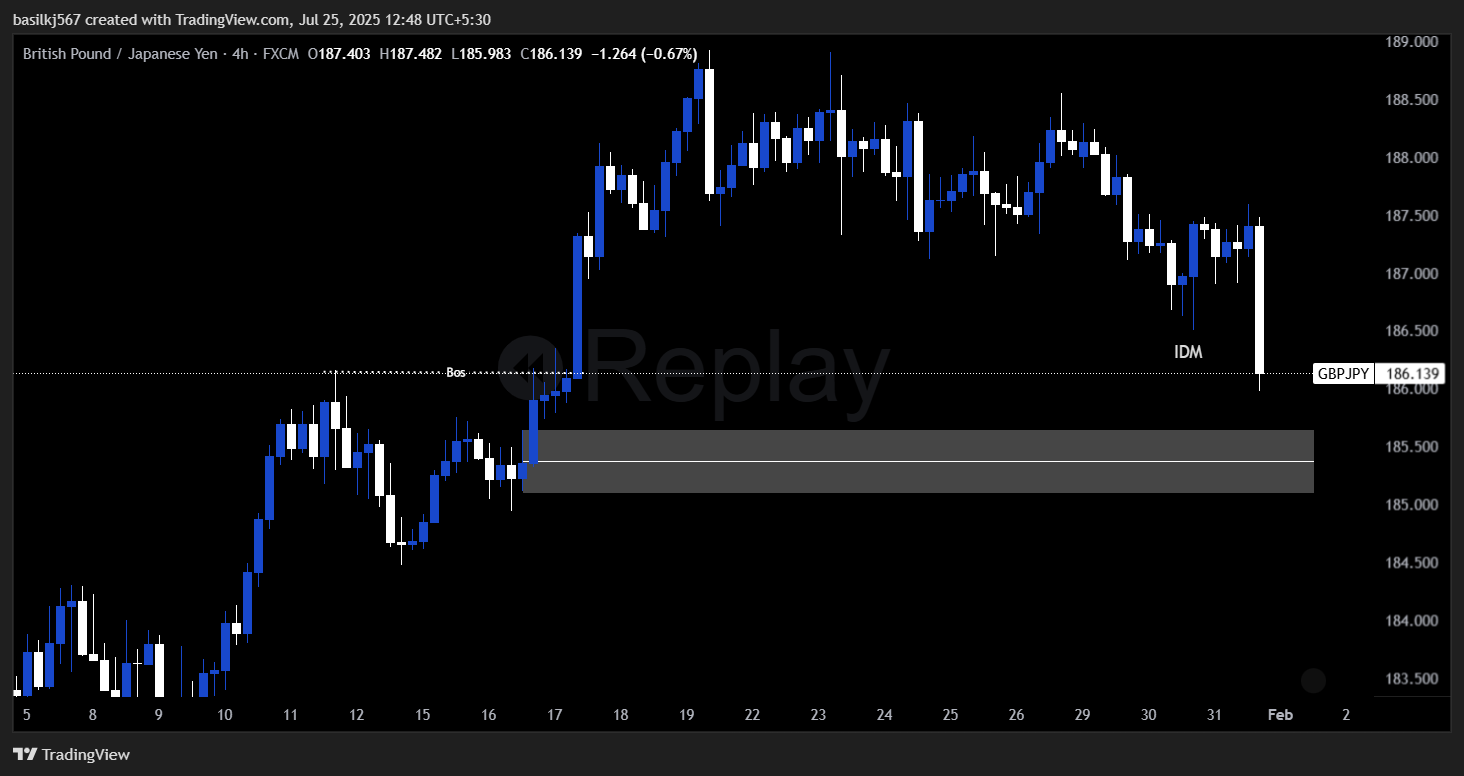 basilkj567 created with TradingView.com, Jul 25, 2025 12:48 UTC+5:30
British Pound / Japanese Yen · 4h · FXCM O187.403 H187.482 L185.983 C186.139 −1.264 (−0.67%)
189.000
188.500
188.000
187.500
187.000
186.500
IDM
Replay
Bos
GBPJPY 186.139
186.000
185.500
185.000
184.500
184.000
183.500
5 8 9 10 11 12 15 16 17 18 19 22 23 24 25 26 29 30 31 Feb 2
TradingView